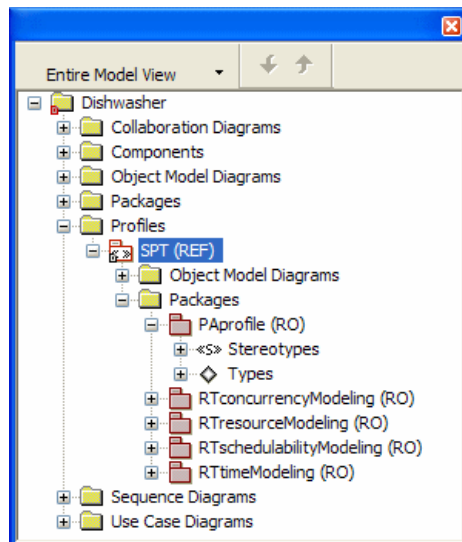 Entire Model View
Dishwasher
Collaboration Diagrams
Components
Object Model Diagrams
Packages
Profiles
SPT (REF)
Object Model Diagrams
Packages
PAprofile (RO)
«S» Stereotypes
Types
RTconcurrencyModeling (RO)
RTresourceModeling (RO)
RTschedulabilityModeling (RO)
RTtimeModeling (RO)
Sequence Diagrams
Use Case Diagrams